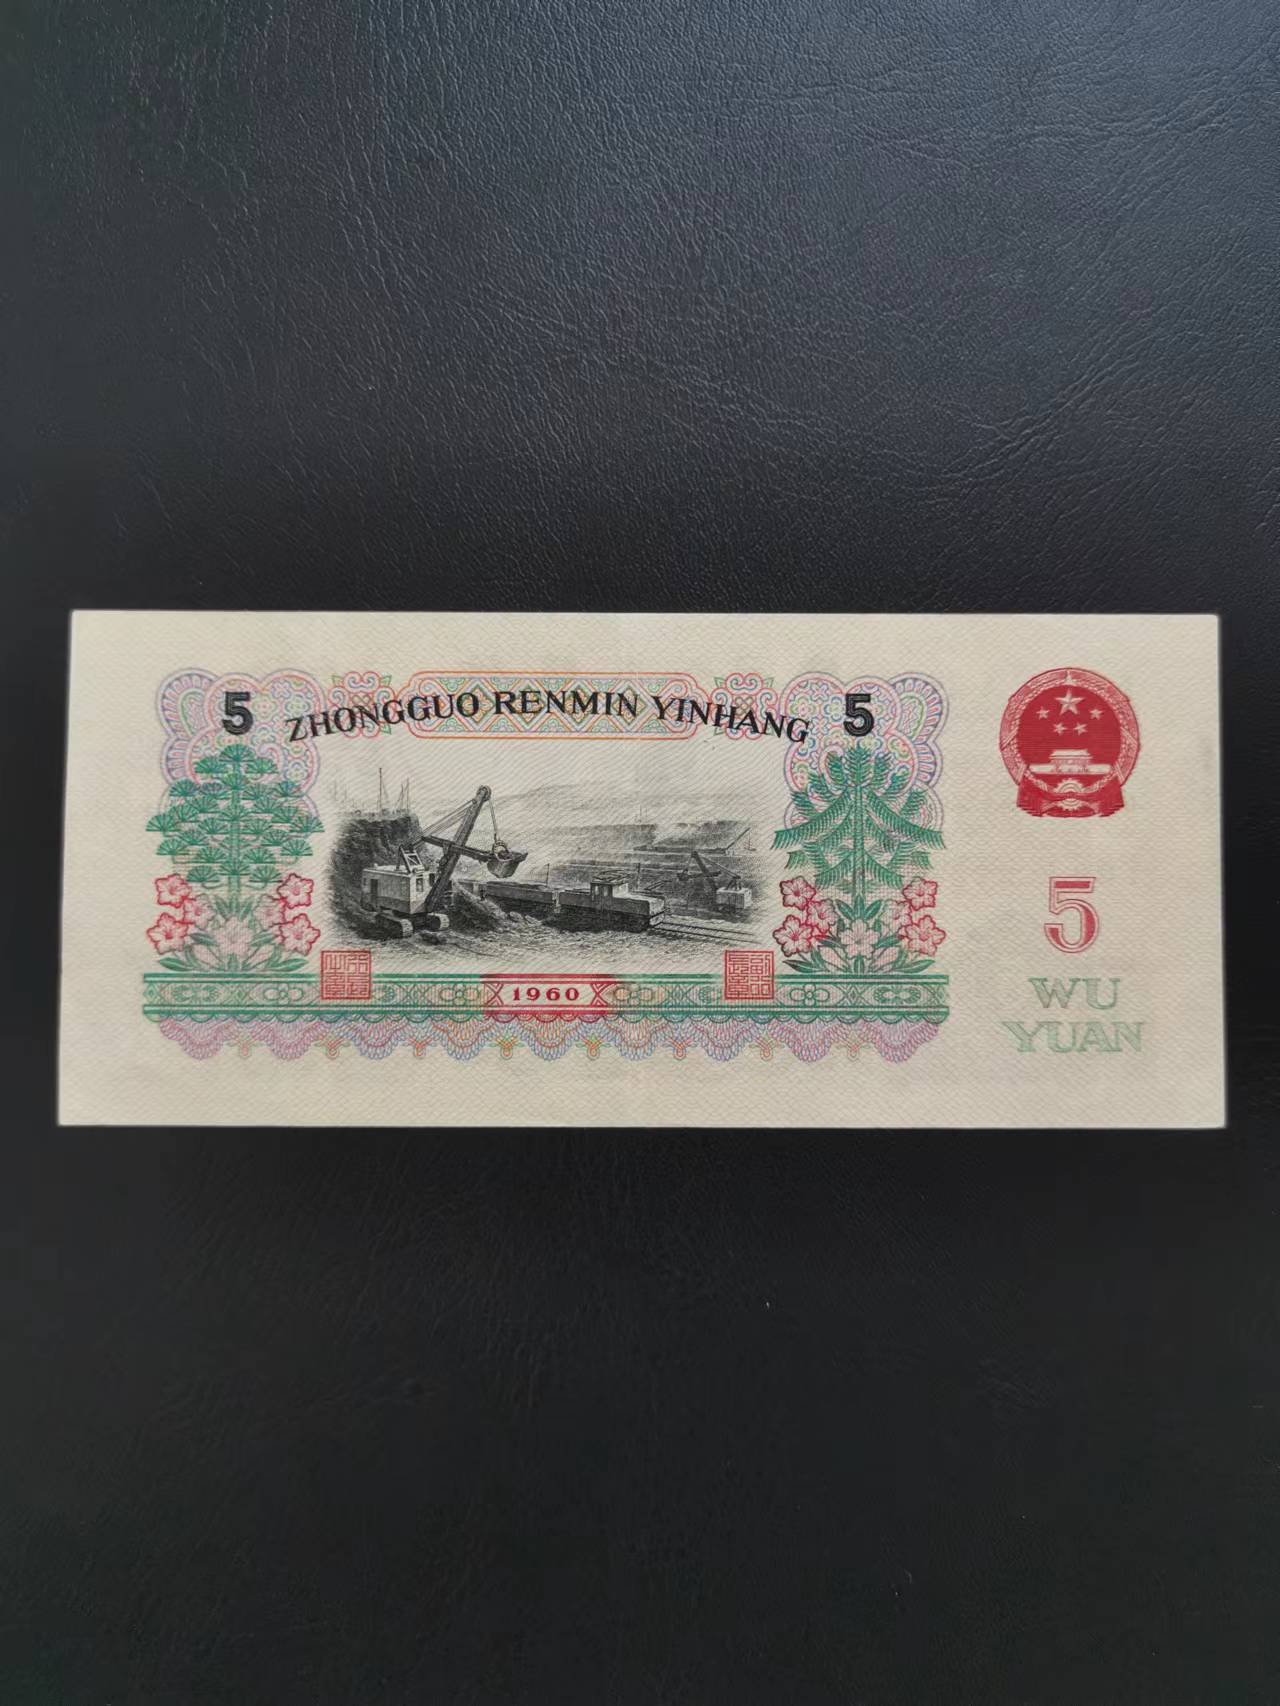 5 ZHONGGUO RENMIN YINHANG 5
5
WU
YUAN
1960